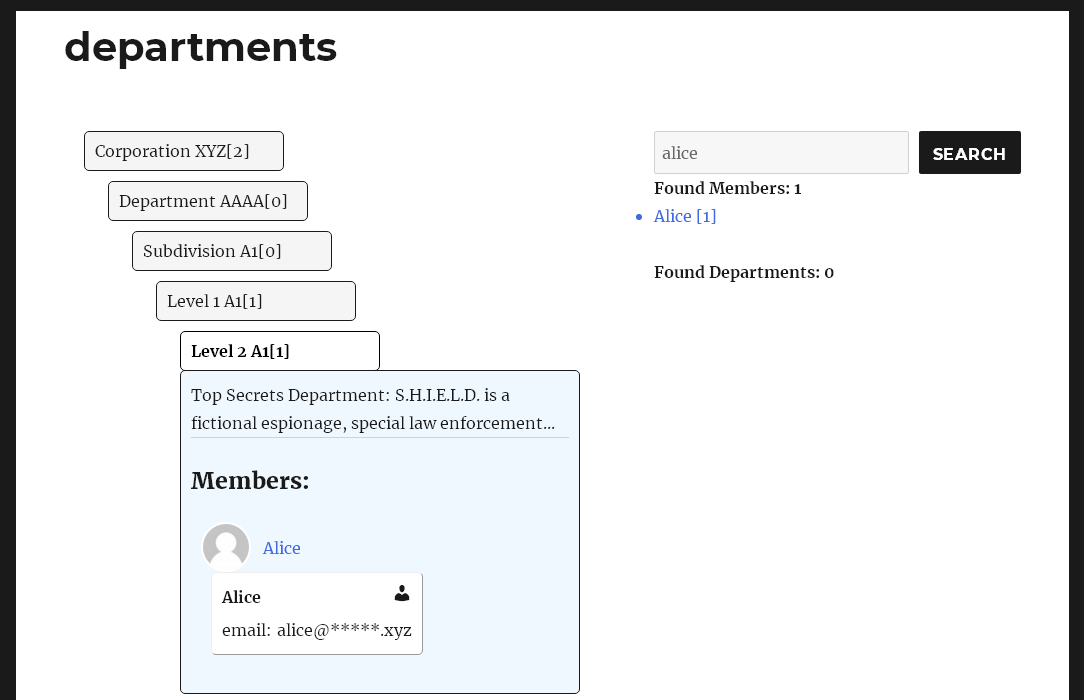 departments
Corporation XYZ[2]
Department AAAA[0]
Subdivision A1[0]
Level 1 A1[1]
Level 2 A1[1]
Top Secrets Department: S.H.I.E.L.D. is a
fictional espionage, special law enforcement...
Members:
Alice
Alice
email: alice@*****.xyz
alice
SEARCH
Found Members: 1
Alice [1]
Found Departments: 0